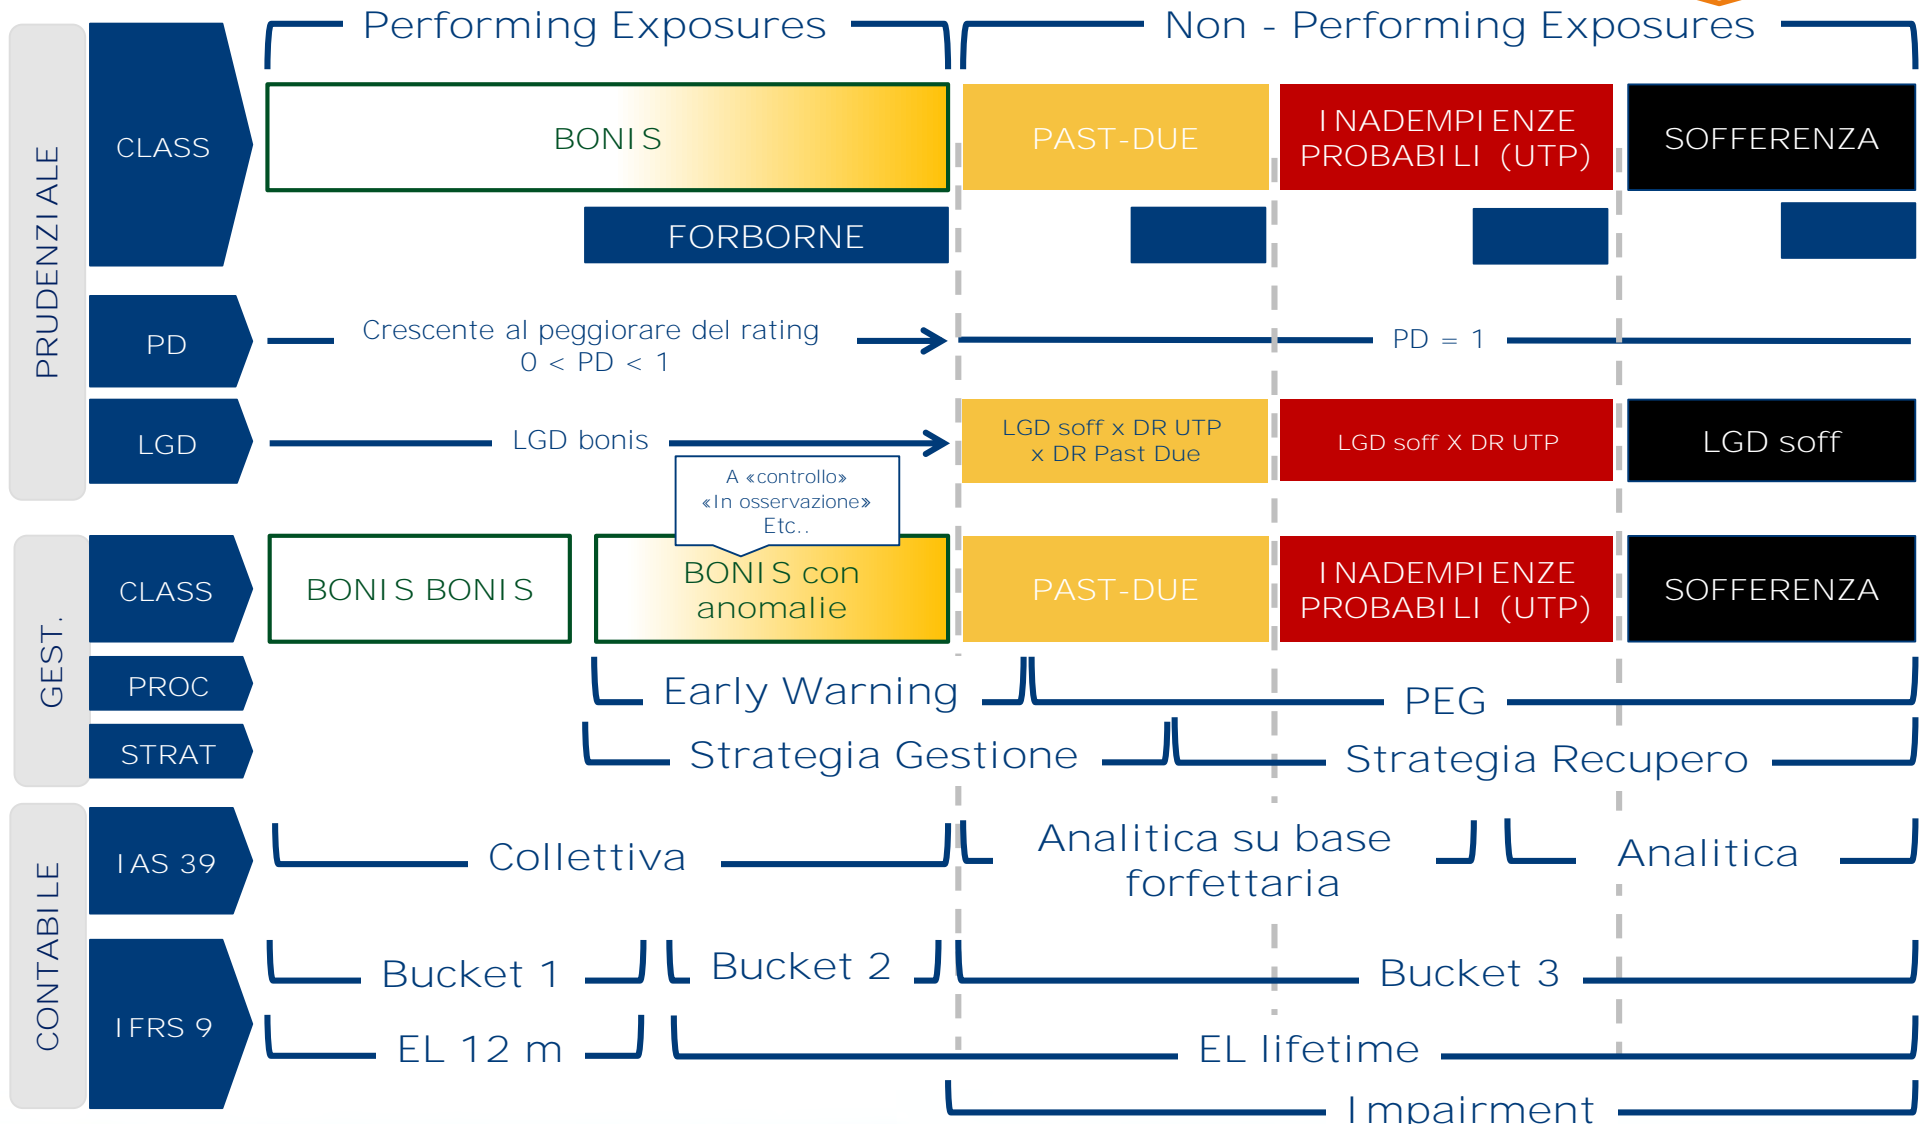 Performing Exposures
Non - Performing Exposures
PRUDENZIALE
CLASS
BONIS
PAST-DUE
INADEMPIENZE
PROBABILI (UTP)
SOFFERENZA
FORBORNE
PD
Crescente al peggiorare del rating
0 < PD < 1
PD = 1
LGD
LGD bonis
LGD soff x DR UTP
x DR Past Due
LGD soff X DR UTP
LGD soff
A «controllo»
«In osservazione»
Etc..
GEST.
CLASS
BONIS BONIS
BONIS con
anomalie
PAST-DUE
INADEMPIENZE
PROBABILI (UTP)
SOFFERENZA
PROC
Early Warning
PEG
STRAT
Strategia Gestione
Strategia Recupero
CONTABILE
IAS 39
Collettiva
Analitica su base
forfettaria
Analitica
IFRS 9
Bucket 1
Bucket 2
Bucket 3
EL 12 m
EL lifetime
Impairment